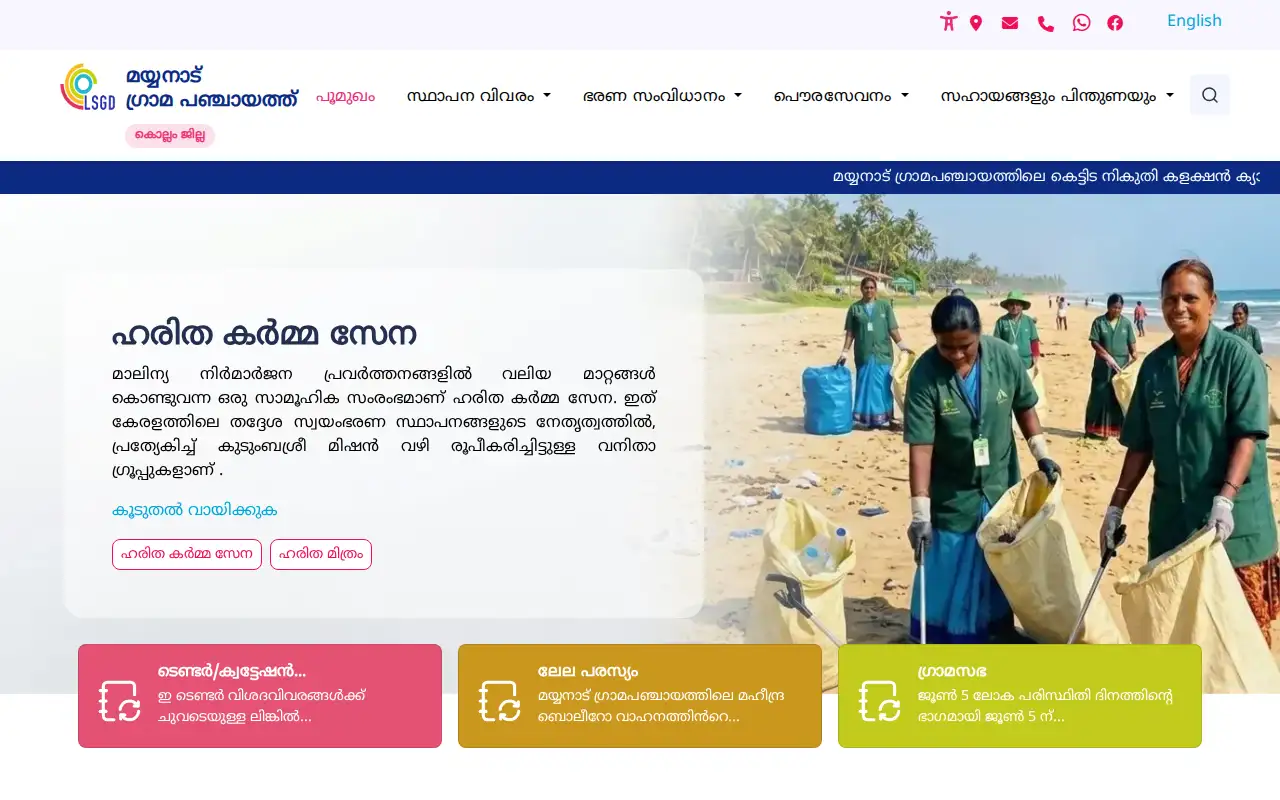 English
മയ്യനാട്
ഗ്രാമ പഞ്ചായത്ത്
LSGD
കൊല്ലം ജില്ല
പൂമുഖം
സ്ഥാപന വിവരം
ഭരണ സംവിധാനം
പൌരസേവനം
സഹായങ്ങളും പിന്തുണയും
മയ്യനാട് ഗ്രാമപഞ്ചായത്തിലെ കെട്ടിട നികുതി കളക്ഷൻ
ഹരിത കർമ്മ സേന
മാലിന്യ നിർമാർജന പ്രവർത്തനങ്ങളിൽ വലിയ മാറ്റങ്ങൾ
കൊണ്ടുവന്ന ഒരു സാമൂഹിക സംരംഭമാണ് ഹരിത കർമ്മ സേന. ഇത്
കേരളത്തിലെ തദ്ദേശ സ്വയംഭരണ സ്ഥാപനങ്ങളുടെ നേതൃത്വത്തിൽ,
പ്രത്യേകിച്ച് കുടുംബശ്രീ മിഷൻ വഴി രൂപീകരിച്ചിട്ടുള്ള വനിതാ
ഗ്രൂപ്പുകളാണ് .
കൂടുതൽ വായിക്കുക
ഹരിത കർമ്മ സേന
ഹരിത മിത്രം
ടെണ്ടർ/ക്വട്ടേഷൻ...
ഇ ടെണ്ടർ വിശദവിവരങ്ങൾക്ക്
ചുവടെയുള്ള ലിങ്കിൽ...
ലേല പരസ്യം
മയ്യനാട് ഗ്രാമപഞ്ചായത്തിലെ മഹീന്ദ്ര
ബൊലീറോ വാഹനത്തിൻറെ...
ഗ്രാമസഭ
ജൂൺ 5 ലോക പരിസ്ഥിതി ദിനത്തിന്റെ
ഭാഗമായി ജൂൺ 5 ന്...